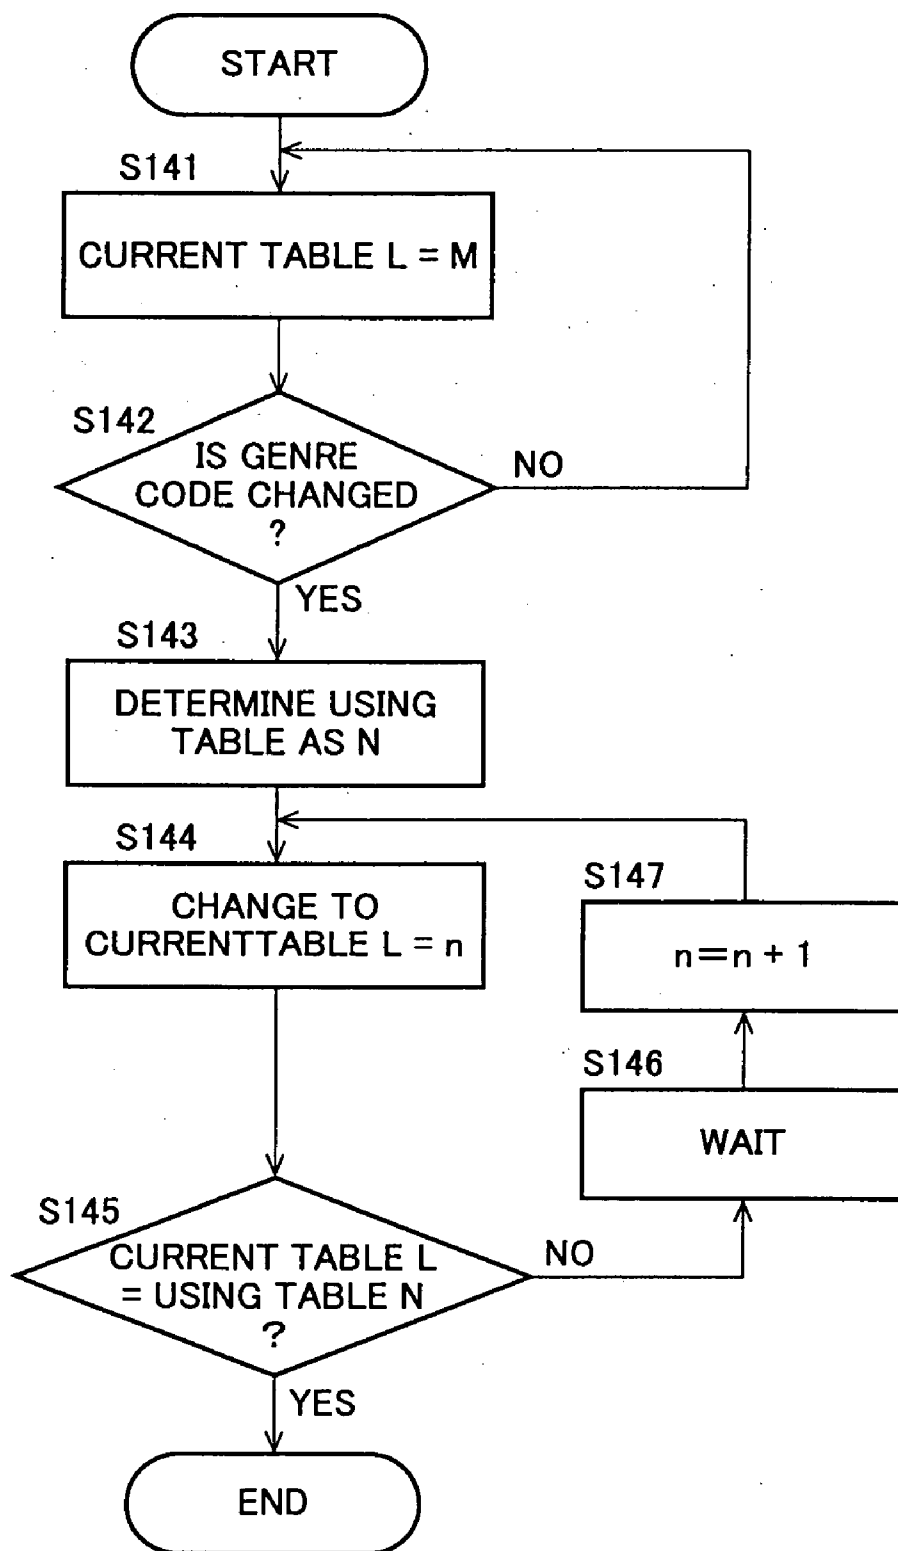 START
S141
CURRENT TABLE L = M
S142
IS GENRE
CODE CHANGED
?
NO
YES
S143
DETERMINE USING
TABLE AS N
S144
CHANGE TO
CURRENTTABLE L = n
S147
n=n + 1
S146
WAIT
S145
CURRENT TABLE L
= USING TABLE N
?
NO
YES
END